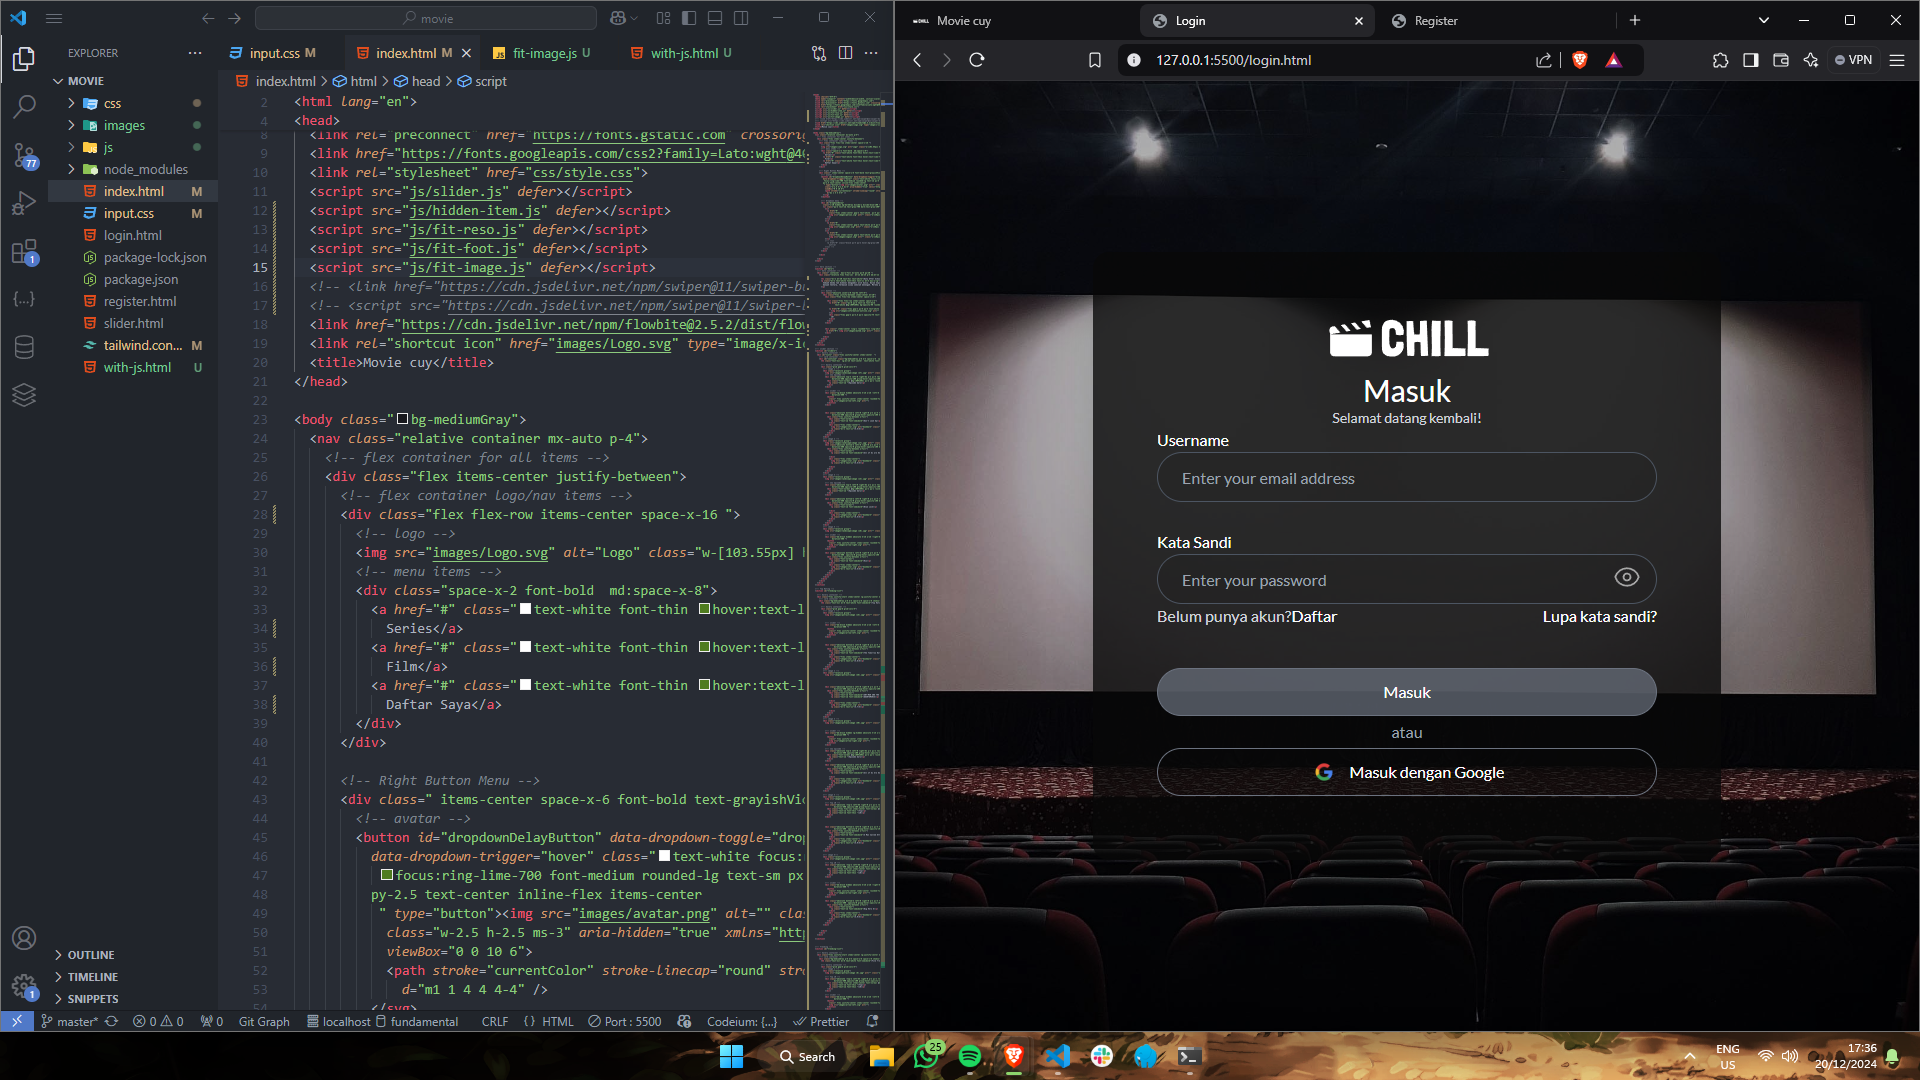 movie
EXPLORER
MOVIE
css
images
js
node_modules
index.html M
input.css M
login.html
package-lock.json
package.json
register.html
slider.html
tailwind.con... M
with-js.html U
77
1
OUTLINE
TIMELINE
SNIPPETS
1
input.css M
index.html M
fit-image.js U
with-js.html U
index.html > html > head > script
2 <html lang="en">
4 <head>
8 <link rel="preconnect" href="https://fonts.gstatic.com" crossorig
9 <link href="https://fonts.googleapis.com/css2?family=Lato:wght@40
10 <link rel="stylesheet" href="css/style.css">
11 <script src="js/slider.js" defer></script>
12 <script src="js/hidden-item.js" defer></script>
13 <script src="js/fit-reso.js" defer></script>
14 <script src="js/fit-foot.js" defer></script>
15 <script src="js/fit-image.js" defer></script>
16 <!-- <link href="https://cdn.jsdelivr.net/npm/swiper@11/swiper-bu
17 <!-- <script src="https://cdn.jsdelivr.net/npm/swiper@11/swiper-
18 <link href="https://cdn.jsdelivr.net/npm/flowbite@2.5.2/dist/flow
19 <link rel="shortcut icon" href="images/Logo.svg" type="image/x-ic
20 <title>Movie cuy</title>
21 </head>
22
23 <body class="bg-mediumGray">
24 <nav class="relative container mx-auto p-4">
25 <!-- flex container for all items -->
26 <div class="flex items-center justify-between">
27 <!-- flex container logo/nav items -->
28 <div class="flex flex-row items-center space-x-16 ">
29 <!-- logo -->
30 <img src="images/Logo.svg" alt="Logo" class="w-[103.55px] h
31 <!-- menu items -->
32 <div class="space-x-2 font-bold  md:space-x-8">
33 <a href="#" class="text-white font-thin hover:text-l
34 Series</a>
35 <a href="#" class="text-white font-thin hover:text-l
36 Film</a>
37 <a href="#" class="text-white font-thin hover:text-l
38 Daftar Saya</a>
39 </div>
40 </div>
41
42 <!-- Right Button Menu -->
43 <div class=" items-center space-x-6 font-bold text-grayishVio
44 <!-- avatar -->
45 <button id="dropdownDelayButton" data-dropdown-toggle="drop
46 data-dropdown-trigger="hover" class="text-white focus:
47 focus:ring-lime-700 font-medium rounded-lg text-sm px
48 py-2.5 text-center inline-flex items-center
49 " type="button"><img src="images/avatar.png" alt="" clas
50 class="w-2.5 h-2.5 ms-3" aria-hidden="true" xmlns="http
51 viewBox="0 0 10 6">
52 <path stroke="currentColor" stroke-linecap="round" stro
53 d="m1 1 4 4 4-4" />
54 </svg>
master* 0 0 0 Git Graph localhost fundamental CRLF {} HTML Port : 5500 Codeium: {...} Prettier
CHILL Movie cuy
Login
Register
127.0.0.1:5500/login.html
VPN
CHILL
Masuk
Selamat datang kembali!
Username
Enter your email address
Kata Sandi
Enter your password
Belum punya akun?Daftar
Lupa kata sandi?
Masuk
atau
Masuk dengan Google
Search
25
ENG
US
17:36
20/12/2024